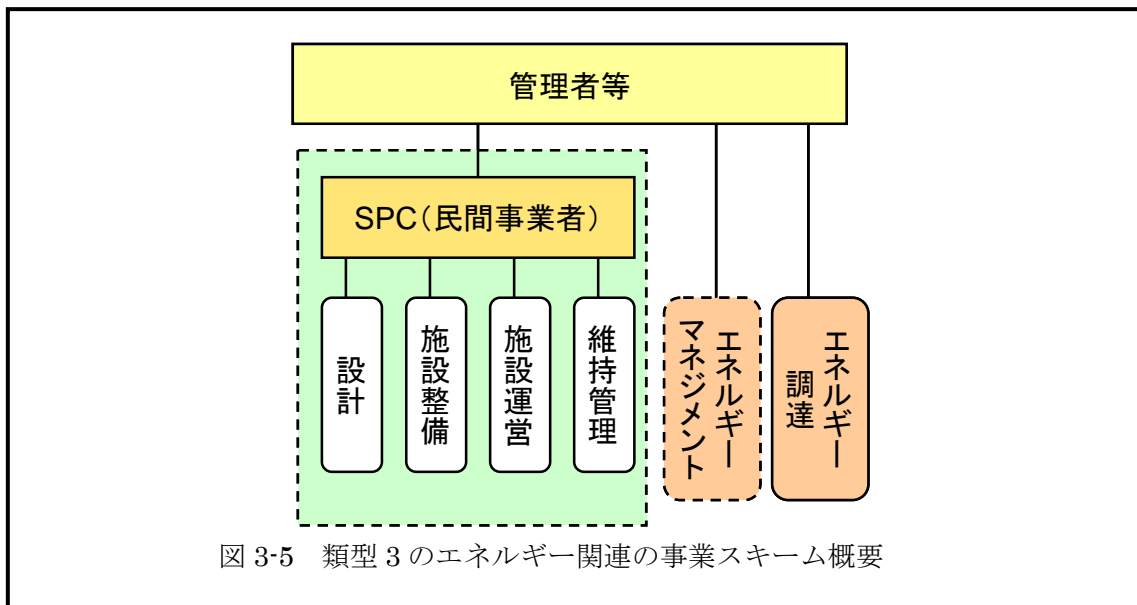 管理者等
SPC(民間事業者)
設計
施設整備
施設運営
維持管理
エネルギー
マネジメント
エネルギー
調達
図 3-5 類型 3 のエネルギー関連の事業スキーム概要